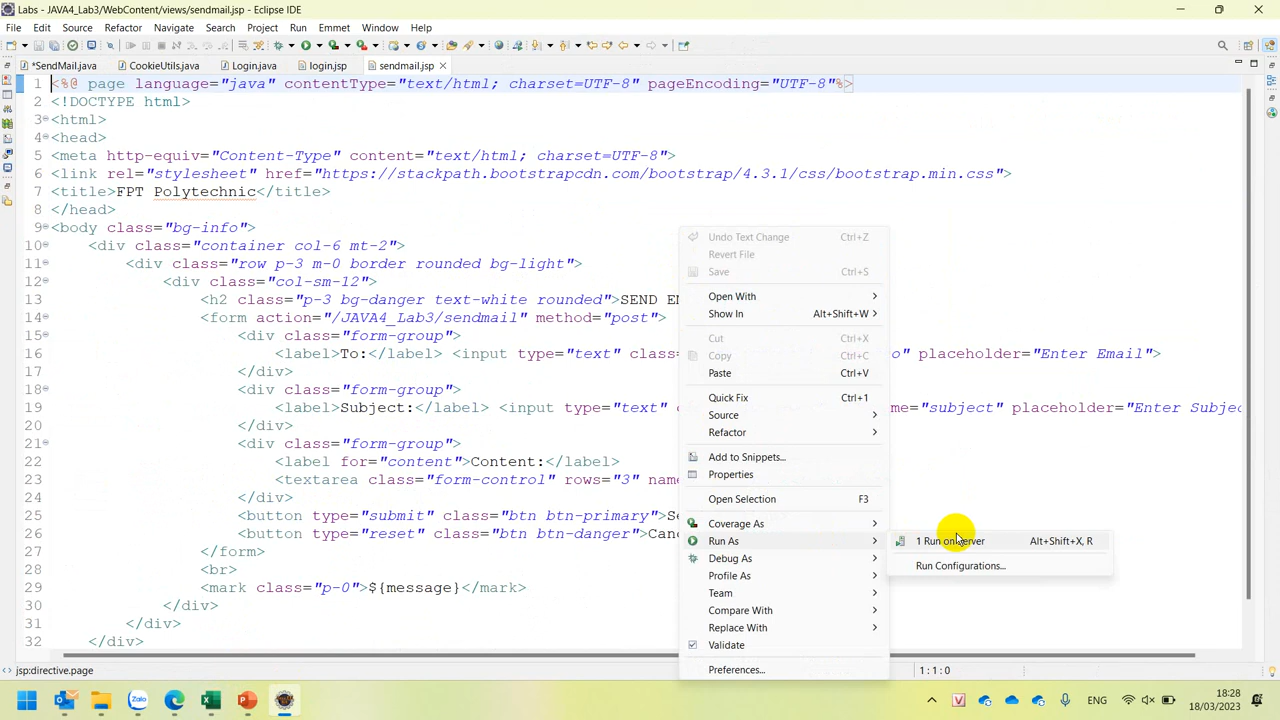 Labs - JAVA4_Lab3/WebContent/views/sendmail.jsp - Eclipse IDE
File Edit Source Refactor Navigate Search Project Run Emmet Window Help
*SendMail.java CookieUtils.java Login.java login.jsp sendmail.jsp
1 <%@ page language="java" contentType="text/html; charset=UTF-8" pageEncoding="UTF-8"%>
2 <!DOCTYPE html>
3 <html>
4 <head>
5 <meta http-equiv="Content-Type" content="text/html; charset=UTF-8">
6 <link rel="stylesheet" href="https://stackpath.bootstrapcdn.com/bootstrap/4.3.1/css/bootstrap.min.css">
7 <title>FPT Polytechnic</title>
8 </head>
9 <body class="bg-info">
10 <div class="container col-6 mt-2">
11 <div class="row p-3 m-0 border rounded bg-light">
12 <div class="col-sm-12">
13 <h2 class="p-3 bg-danger text-white rounded">SEND E
14 <form action="/JAVA4_Lab3/sendmail" method="post">
15 <div class="form-group">
16 <label>To:</label> <input type="text" clas o" placeholder="Enter Email">
17 </div>
18 <div class="form-group">
19 <label>Subject:</label> <input type="text" me="subject" placeholder="Enter Subje
20 </div>
21 <div class="form-group">
22 <label for="content">Content:</label>
23 <textarea class="form-control" rows="3" nam
24 </div>
25 <button type="submit" class="btn btn-primary">Se
26 <button type="reset" class="btn btn-danger">Can
27 </form>
28 <br>
29 <mark class="p-0">${message}</mark>
30 </div>
31 </div>
32 </div>
Undo Text Change Ctrl+Z
Revert File
Save Ctrl+S
Open With
Show In Alt+Shift+W
Cut Ctrl+X
Copy Ctrl+C
Paste Ctrl+V
Quick Fix Ctrl+1
Source
Refactor
Add to Snippets...
Properties
Open Selection F3
Coverage As
Run As
Debug As
Profile As
Team
Compare With
Replace With
Validate
Preferences...
1 Run on Server Alt+Shift+X, R
Run Configurations...
jsp:directive.page 1 : 1 : 0
Zalo ENG 18:28
18/03/2023